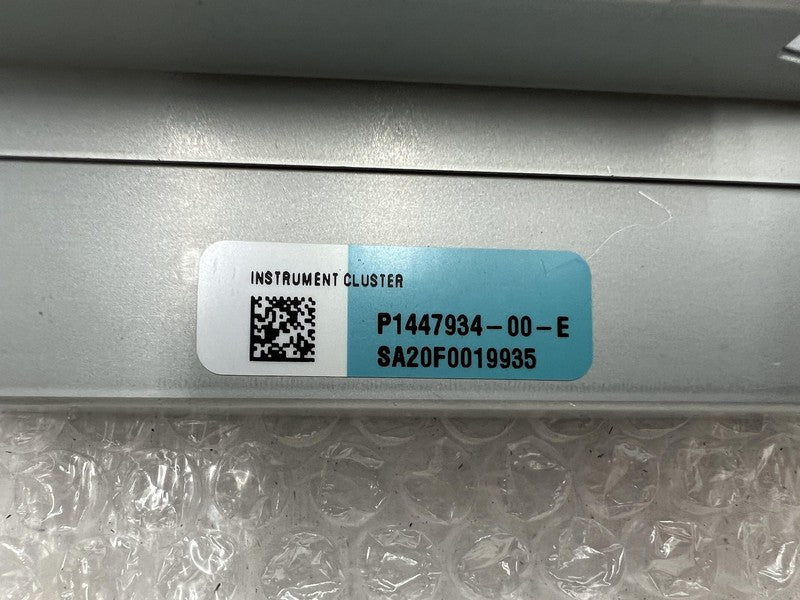 INSTRUMENT CLUSTER
P1447934-00-E
SA20F0019935